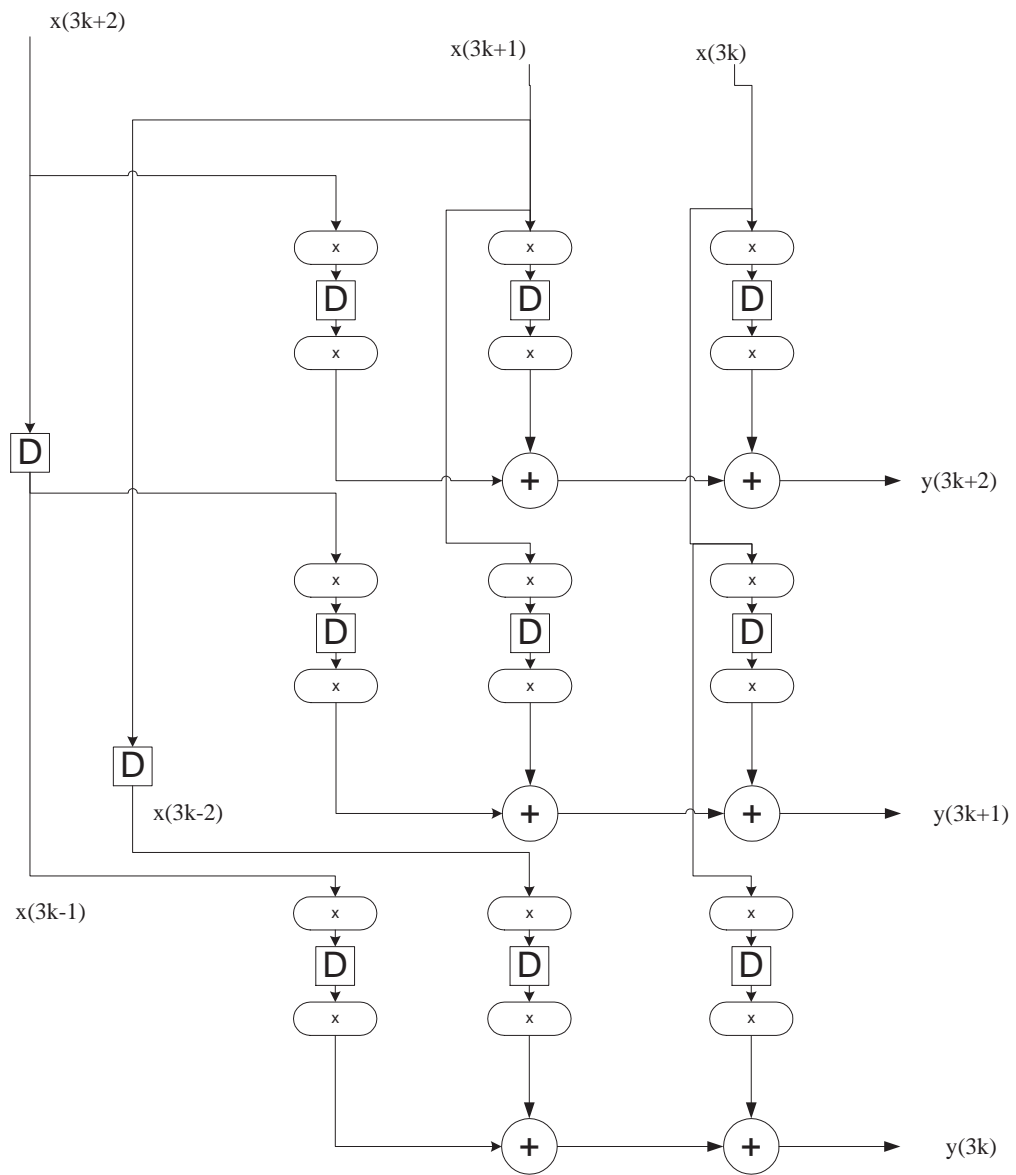 x(3k+2)
x(3k+1)
x(3k)
x
x
x
D
D
D
x
x
x
D
+
+
y(3k+2)
x
x
x
D
D
D
x
x
x
D
x(3k-2)
+
+
y(3k+1)
x(3k-1)
x
x
x
D
D
D
x
x
x
+
+
y(3k)